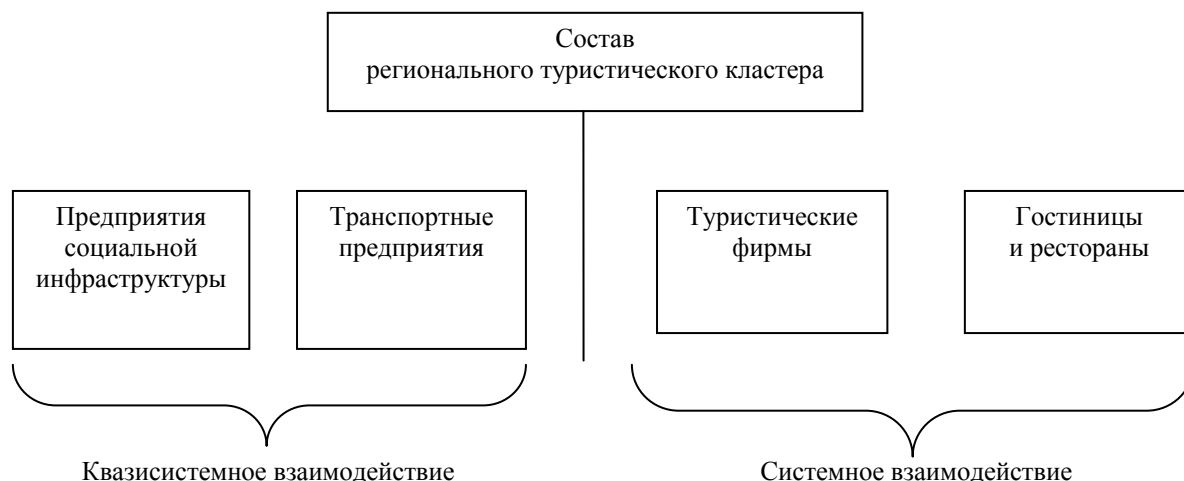 Состав
регионального туристического кластера
Предприятия
социальной
инфраструктуры
Транспортные
предприятия
Туристические
фирмы
Гостиницы
и рестораны
Квазисистемное взаимодействие
Системное взаимодействие